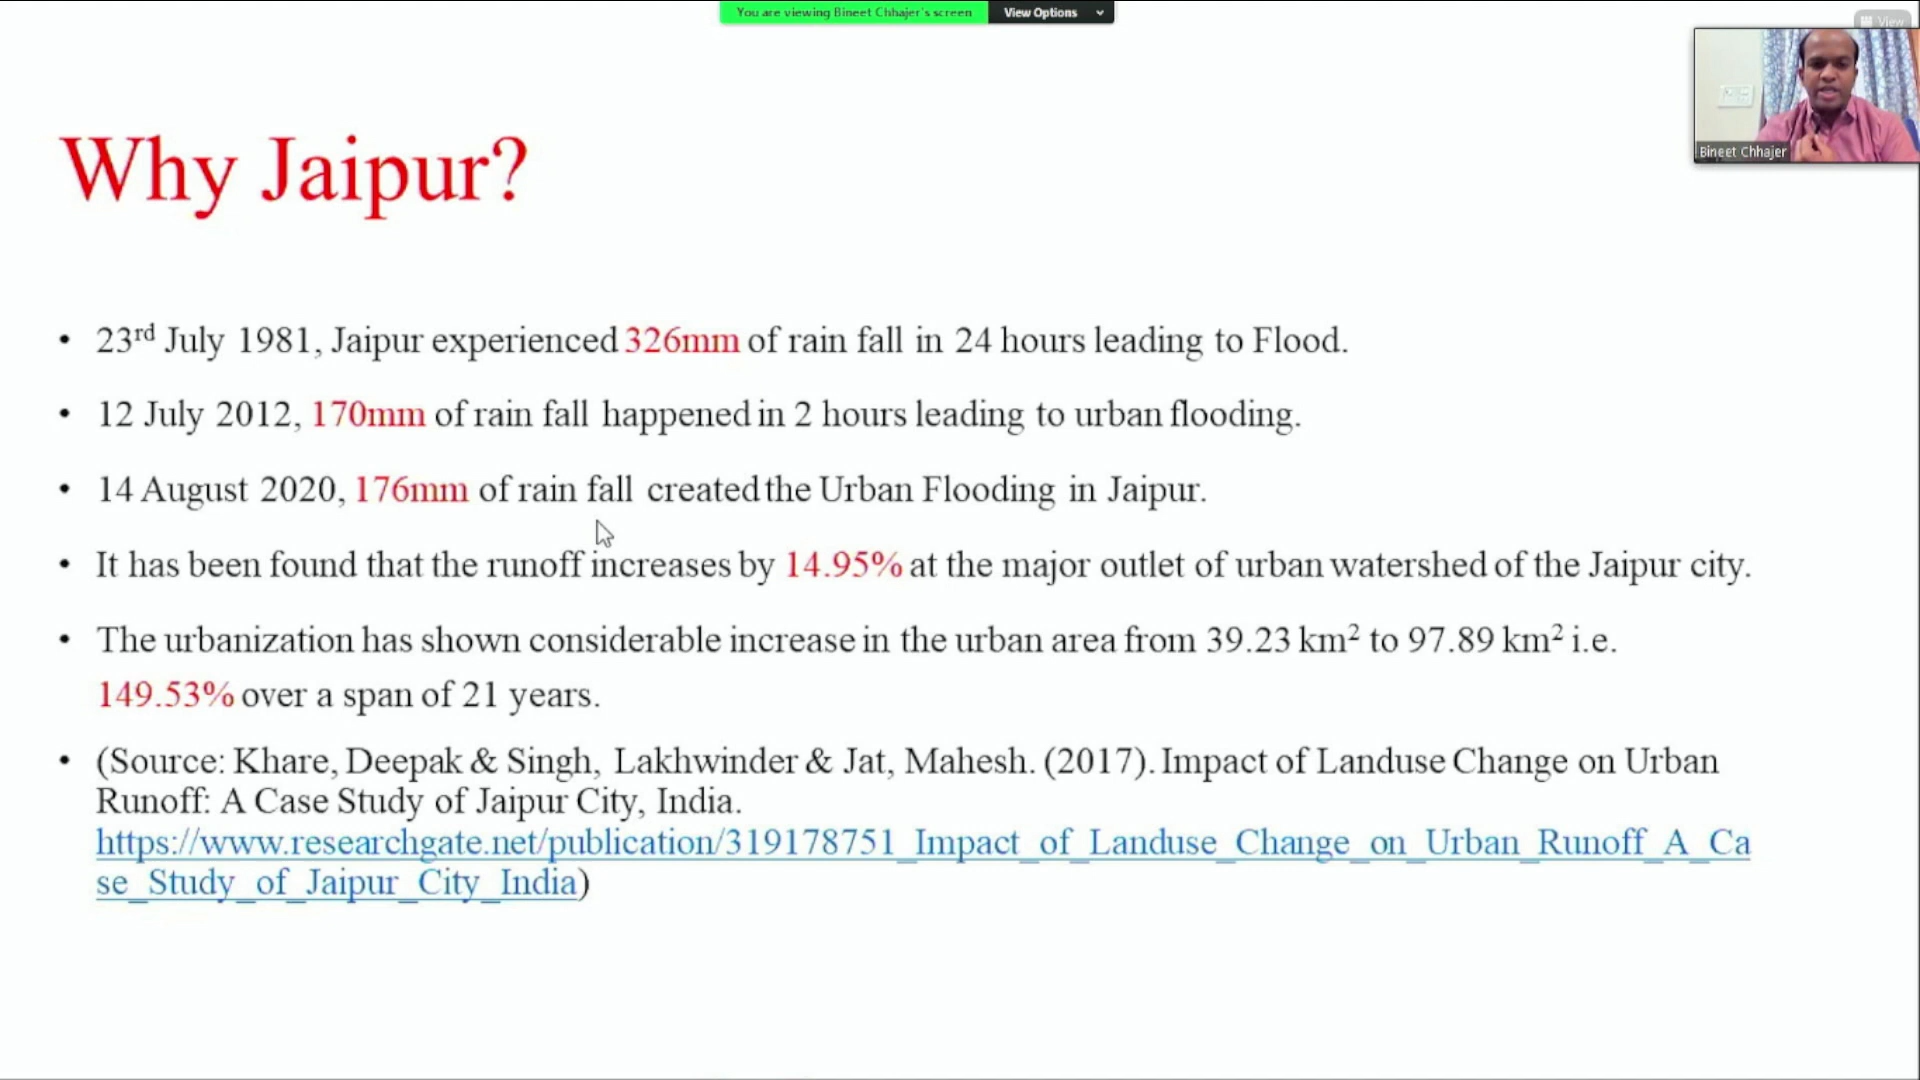 You are viewing Bineet Chhajer's screen
View Options
View
Bineet Chhajer
Why Jaipur?
• 23rd July 1981, Jaipur experienced 326mm of rain fall in 24 hours leading to Flood.
• 12 July 2012, 170mm of rain fall happened in 2 hours leading to urban flooding.
• 14 August 2020, 176mm of rain fall created the Urban Flooding in Jaipur.
• It has been found that the runoff increases by 14.95% at the major outlet of urban watershed of the Jaipur city.
• The urbanization has shown considerable increase in the urban area from 39.23 km² to 97.89 km² i.e.
149.53% over a span of 21 years.
• (Source: Khare, Deepak & Singh, Lakhwinder & Jat, Mahesh. (2017). Impact of Landuse Change on Urban
Runoff: A Case Study of Jaipur City, India.
https://www.researchgate.net/publication/319178751_Impact_of_Landuse_Change_on_Urban_Runoff_A_Ca
se_Study_of_Jaipur_City_India)